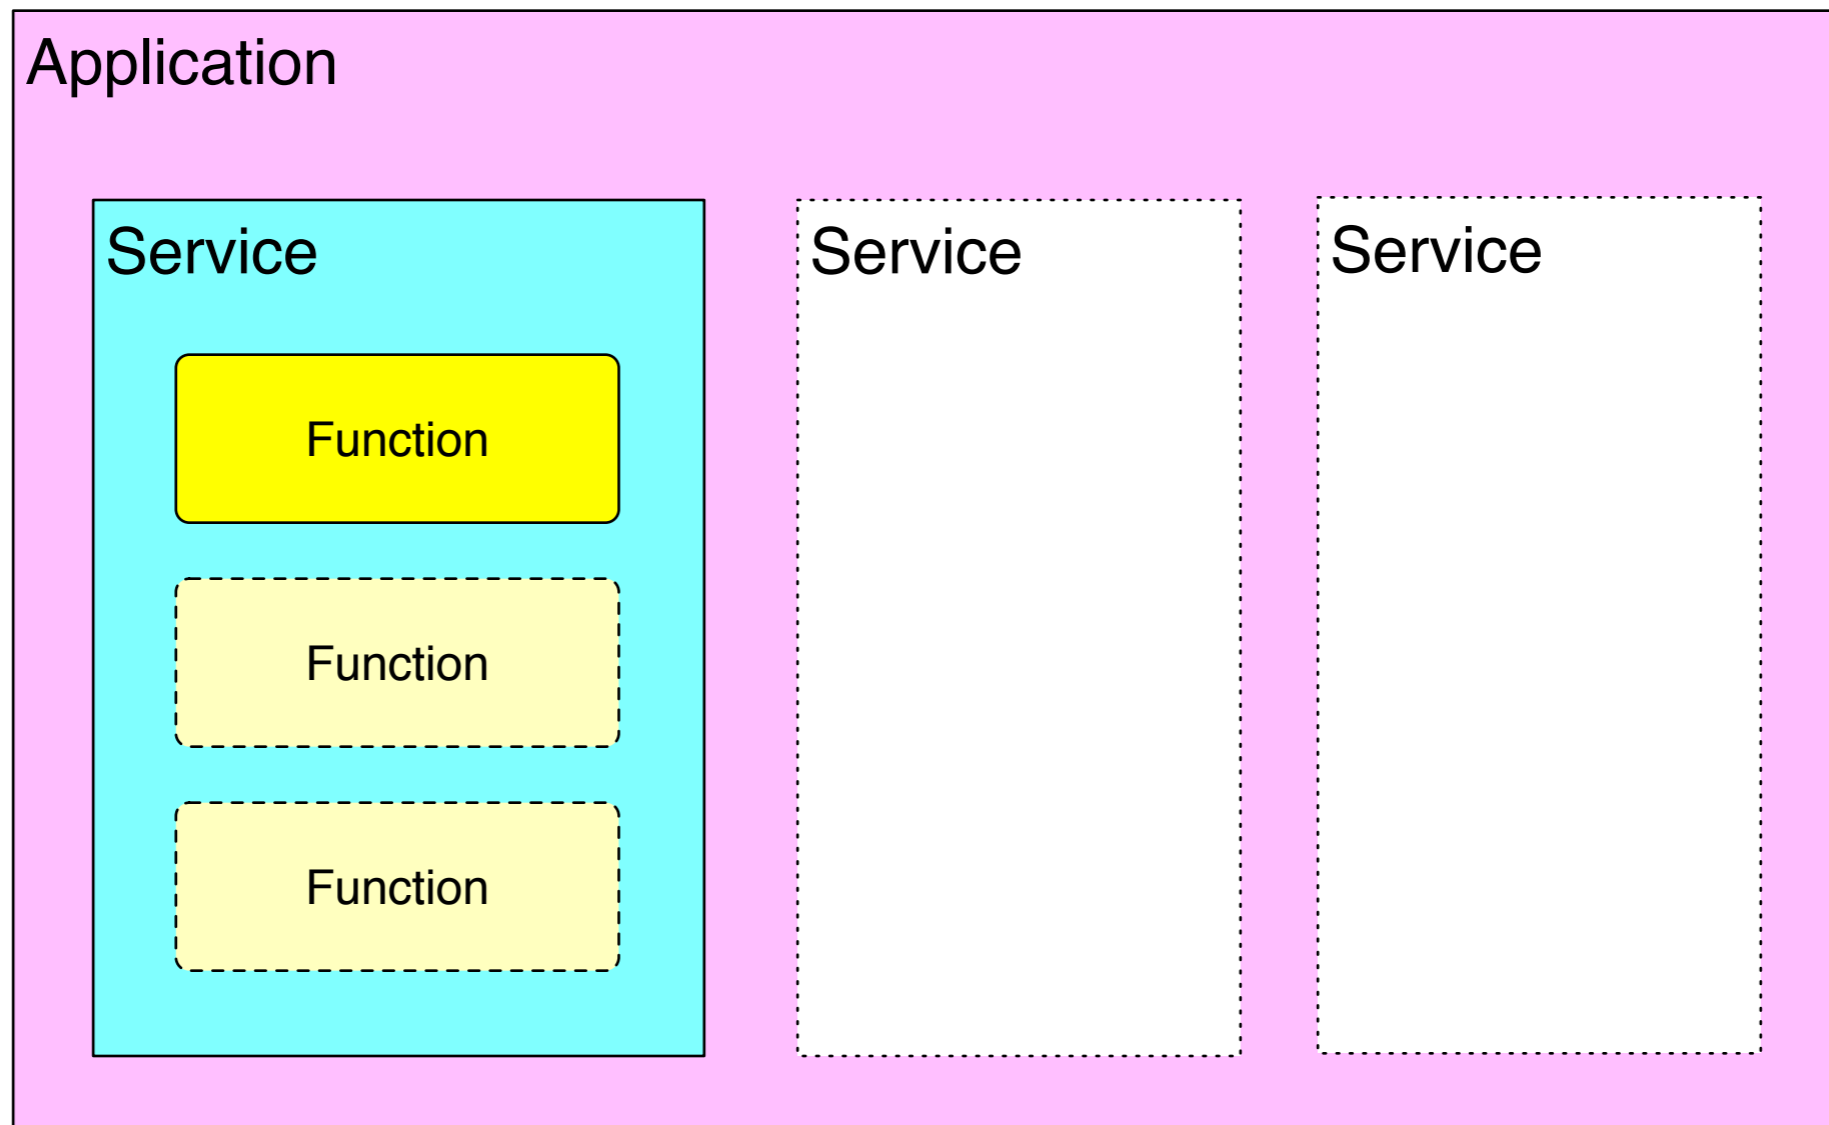 Application
Service
Function
Function
Function
Service
Service